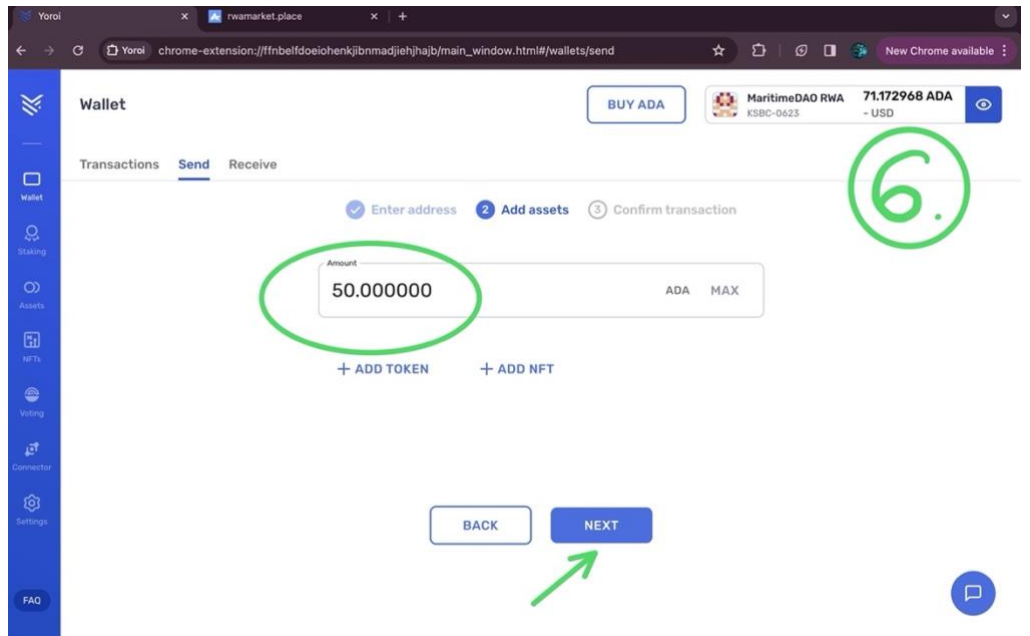 Yoroi
rwamarket.place
Yoroi
chrome-extension://ffnbelfdoeiohenkjibnmadjiehjhajb/main_window.html#/wallets/send
New Chrome available
Wallet
BUY ADA
MaritimeDAO RWA
KSBC-0623
71.172968 ADA
- USD
Transactions
Send
Receive
6.
Enter address
2 Add assets
3 Confirm transaction
Amount
50.000000
ADA
MAX
+ ADD TOKEN
+ ADD NFT
BACK
NEXT
Wallet
Staking
Assets
NFTs
Voting
Connector
Settings
FAQ